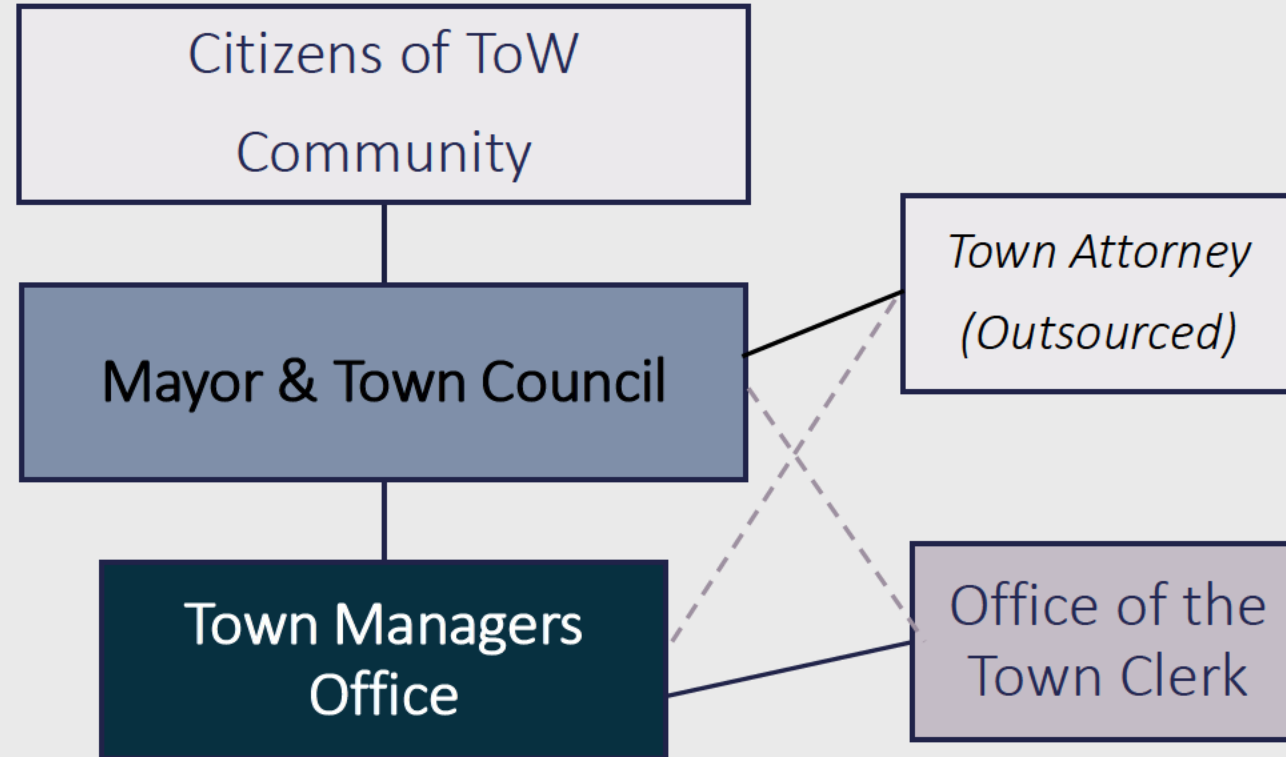 Citizens of ToW
Community
Mayor & Town Council
Town Attorney
(Outsourced)
Town Managers
Office
Office of the
Town Clerk